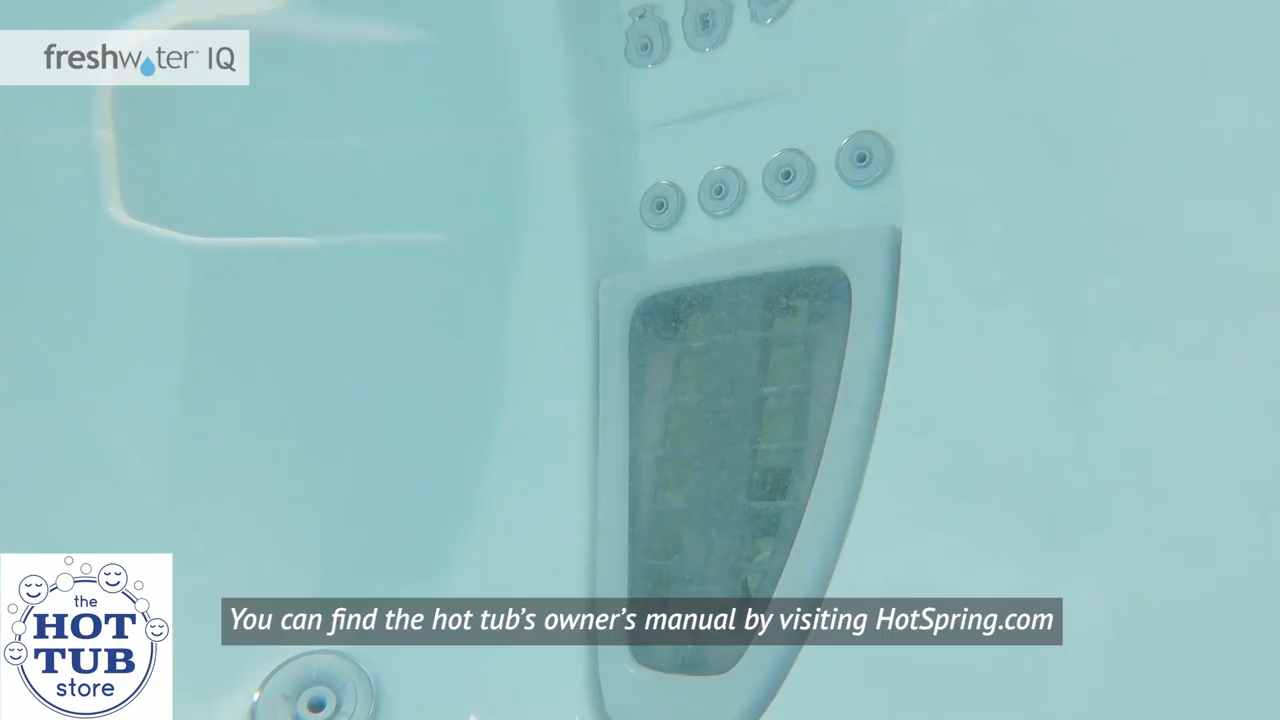 freshwater IQ
You can find the hot tub's owner's manual by visiting HotSpring.com
the
HOT
TUB
store